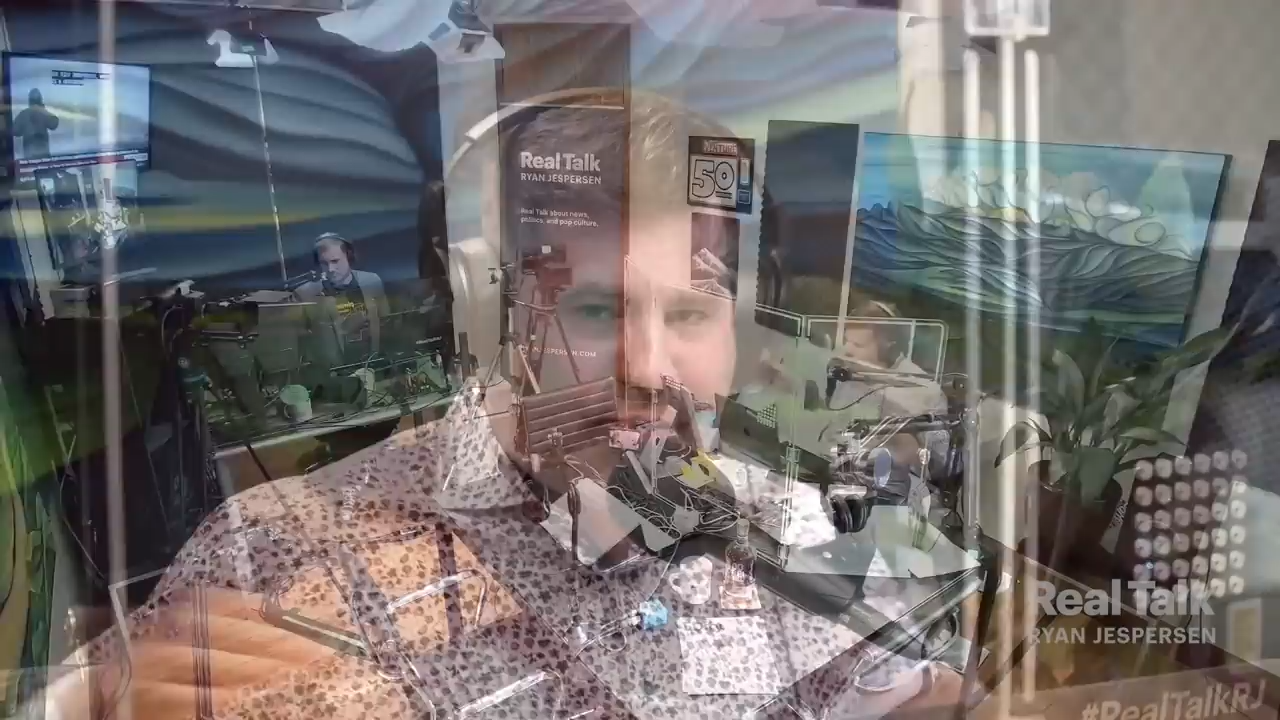 Real Talk
RYAN JESPERSEN
Real Talk about news,
politics, and pop culture.
50
Real Talk
RYAN JESPERSEN
#RealTalkRJ